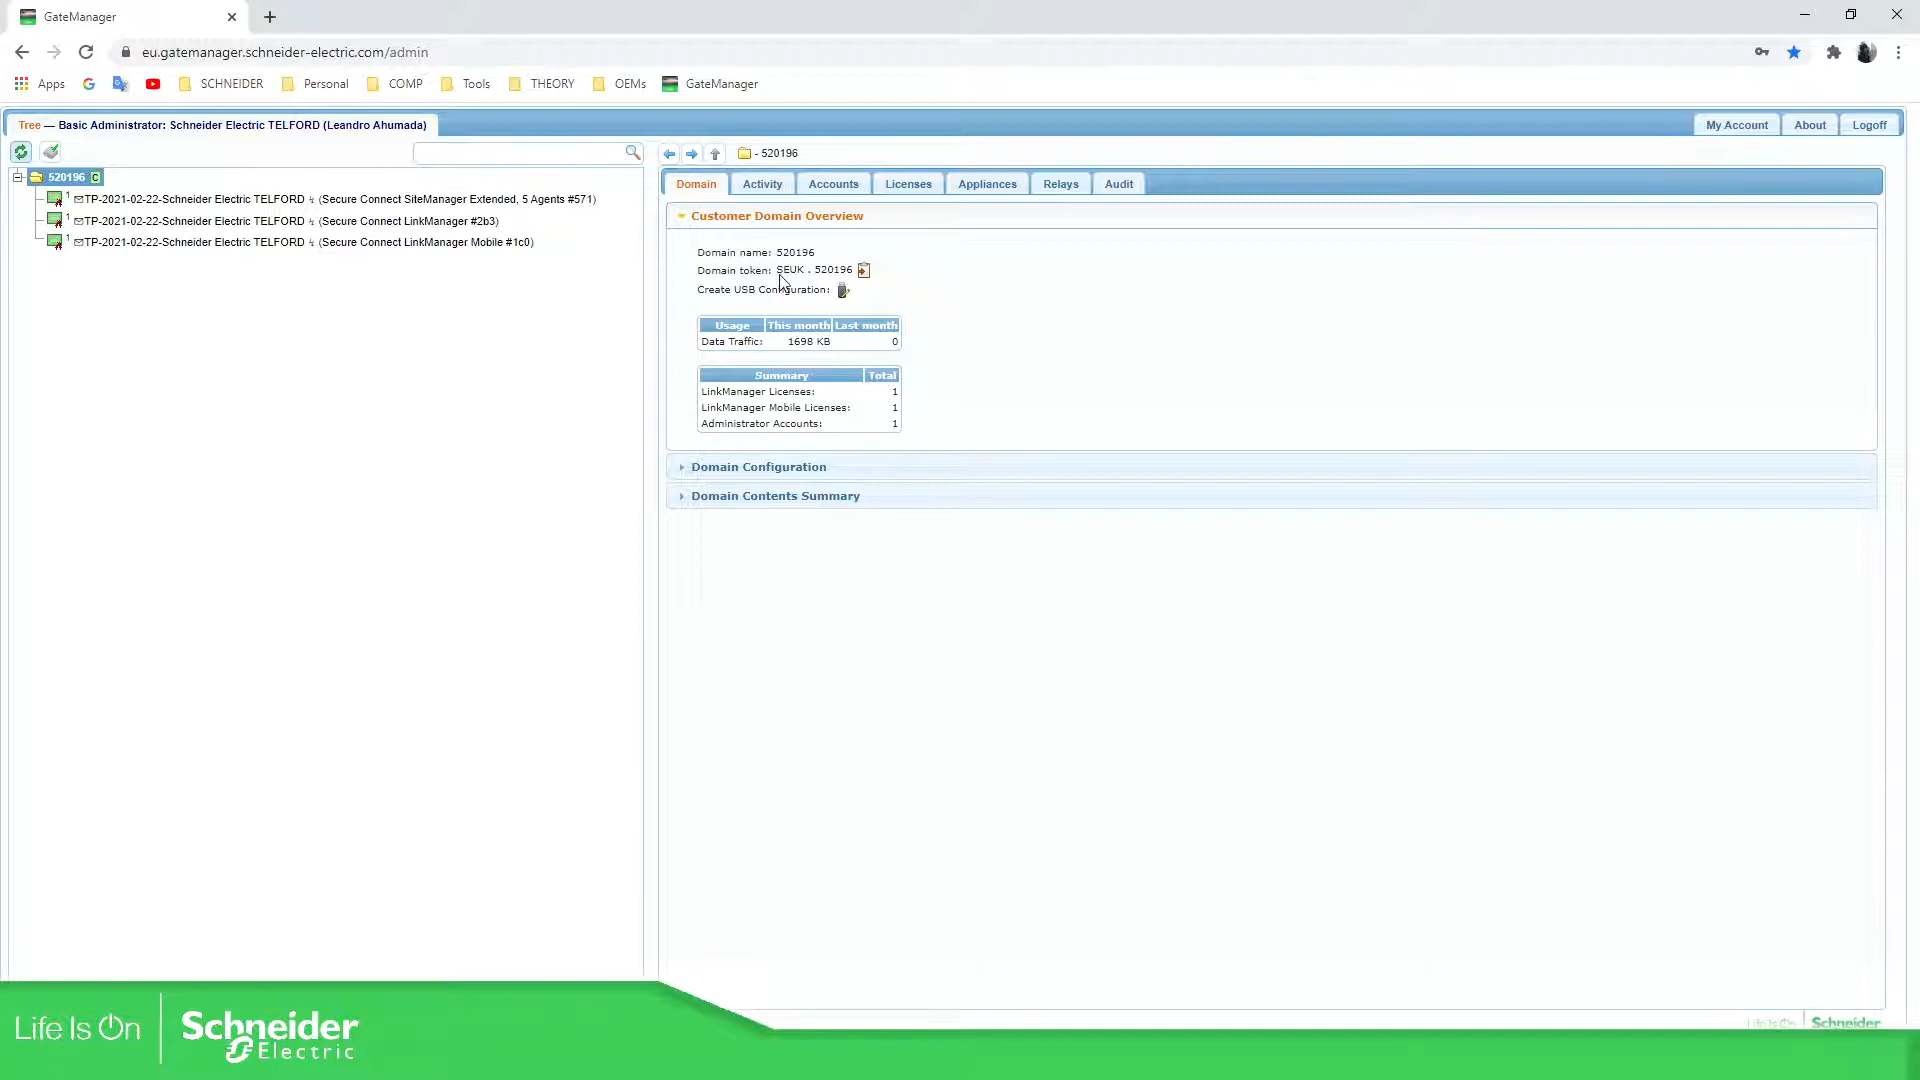 GateManager
eu.gatemanager.schneider-electric.com/admin
Apps
SCHNEIDER
Personal
COMP
Tools
THEORY
OEMs
GateManager
Tree — Basic Administrator: Schneider Electric TELFORD (Leandro Ahumada)
My Account
About
Logoff
- 520196
520196 C
Domain
Activity
Accounts
Licenses
Appliances
Relays
Audit
1 TP-2021-02-22-Schneider Electric TELFORD (Secure Connect SiteManager Extended, 5 Agents #571)
1 TP-2021-02-22-Schneider Electric TELFORD (Secure Connect LinkManager #2b3)
1 TP-2021-02-22-Schneider Electric TELFORD (Secure Connect LinkManager Mobile #1c0)
Customer Domain Overview
Domain name: 520196
Domain token: SEUK . 520196
Create USB Configuration:
Usage This month Last month
Data Traffic: 1698 KB 0
Summary Total
LinkManager Licenses: 1
LinkManager Mobile Licenses: 1
Administrator Accounts: 1
Domain Configuration
Domain Contents Summary
Life Is On
Schneider
Life Is On
Schneider
Electric